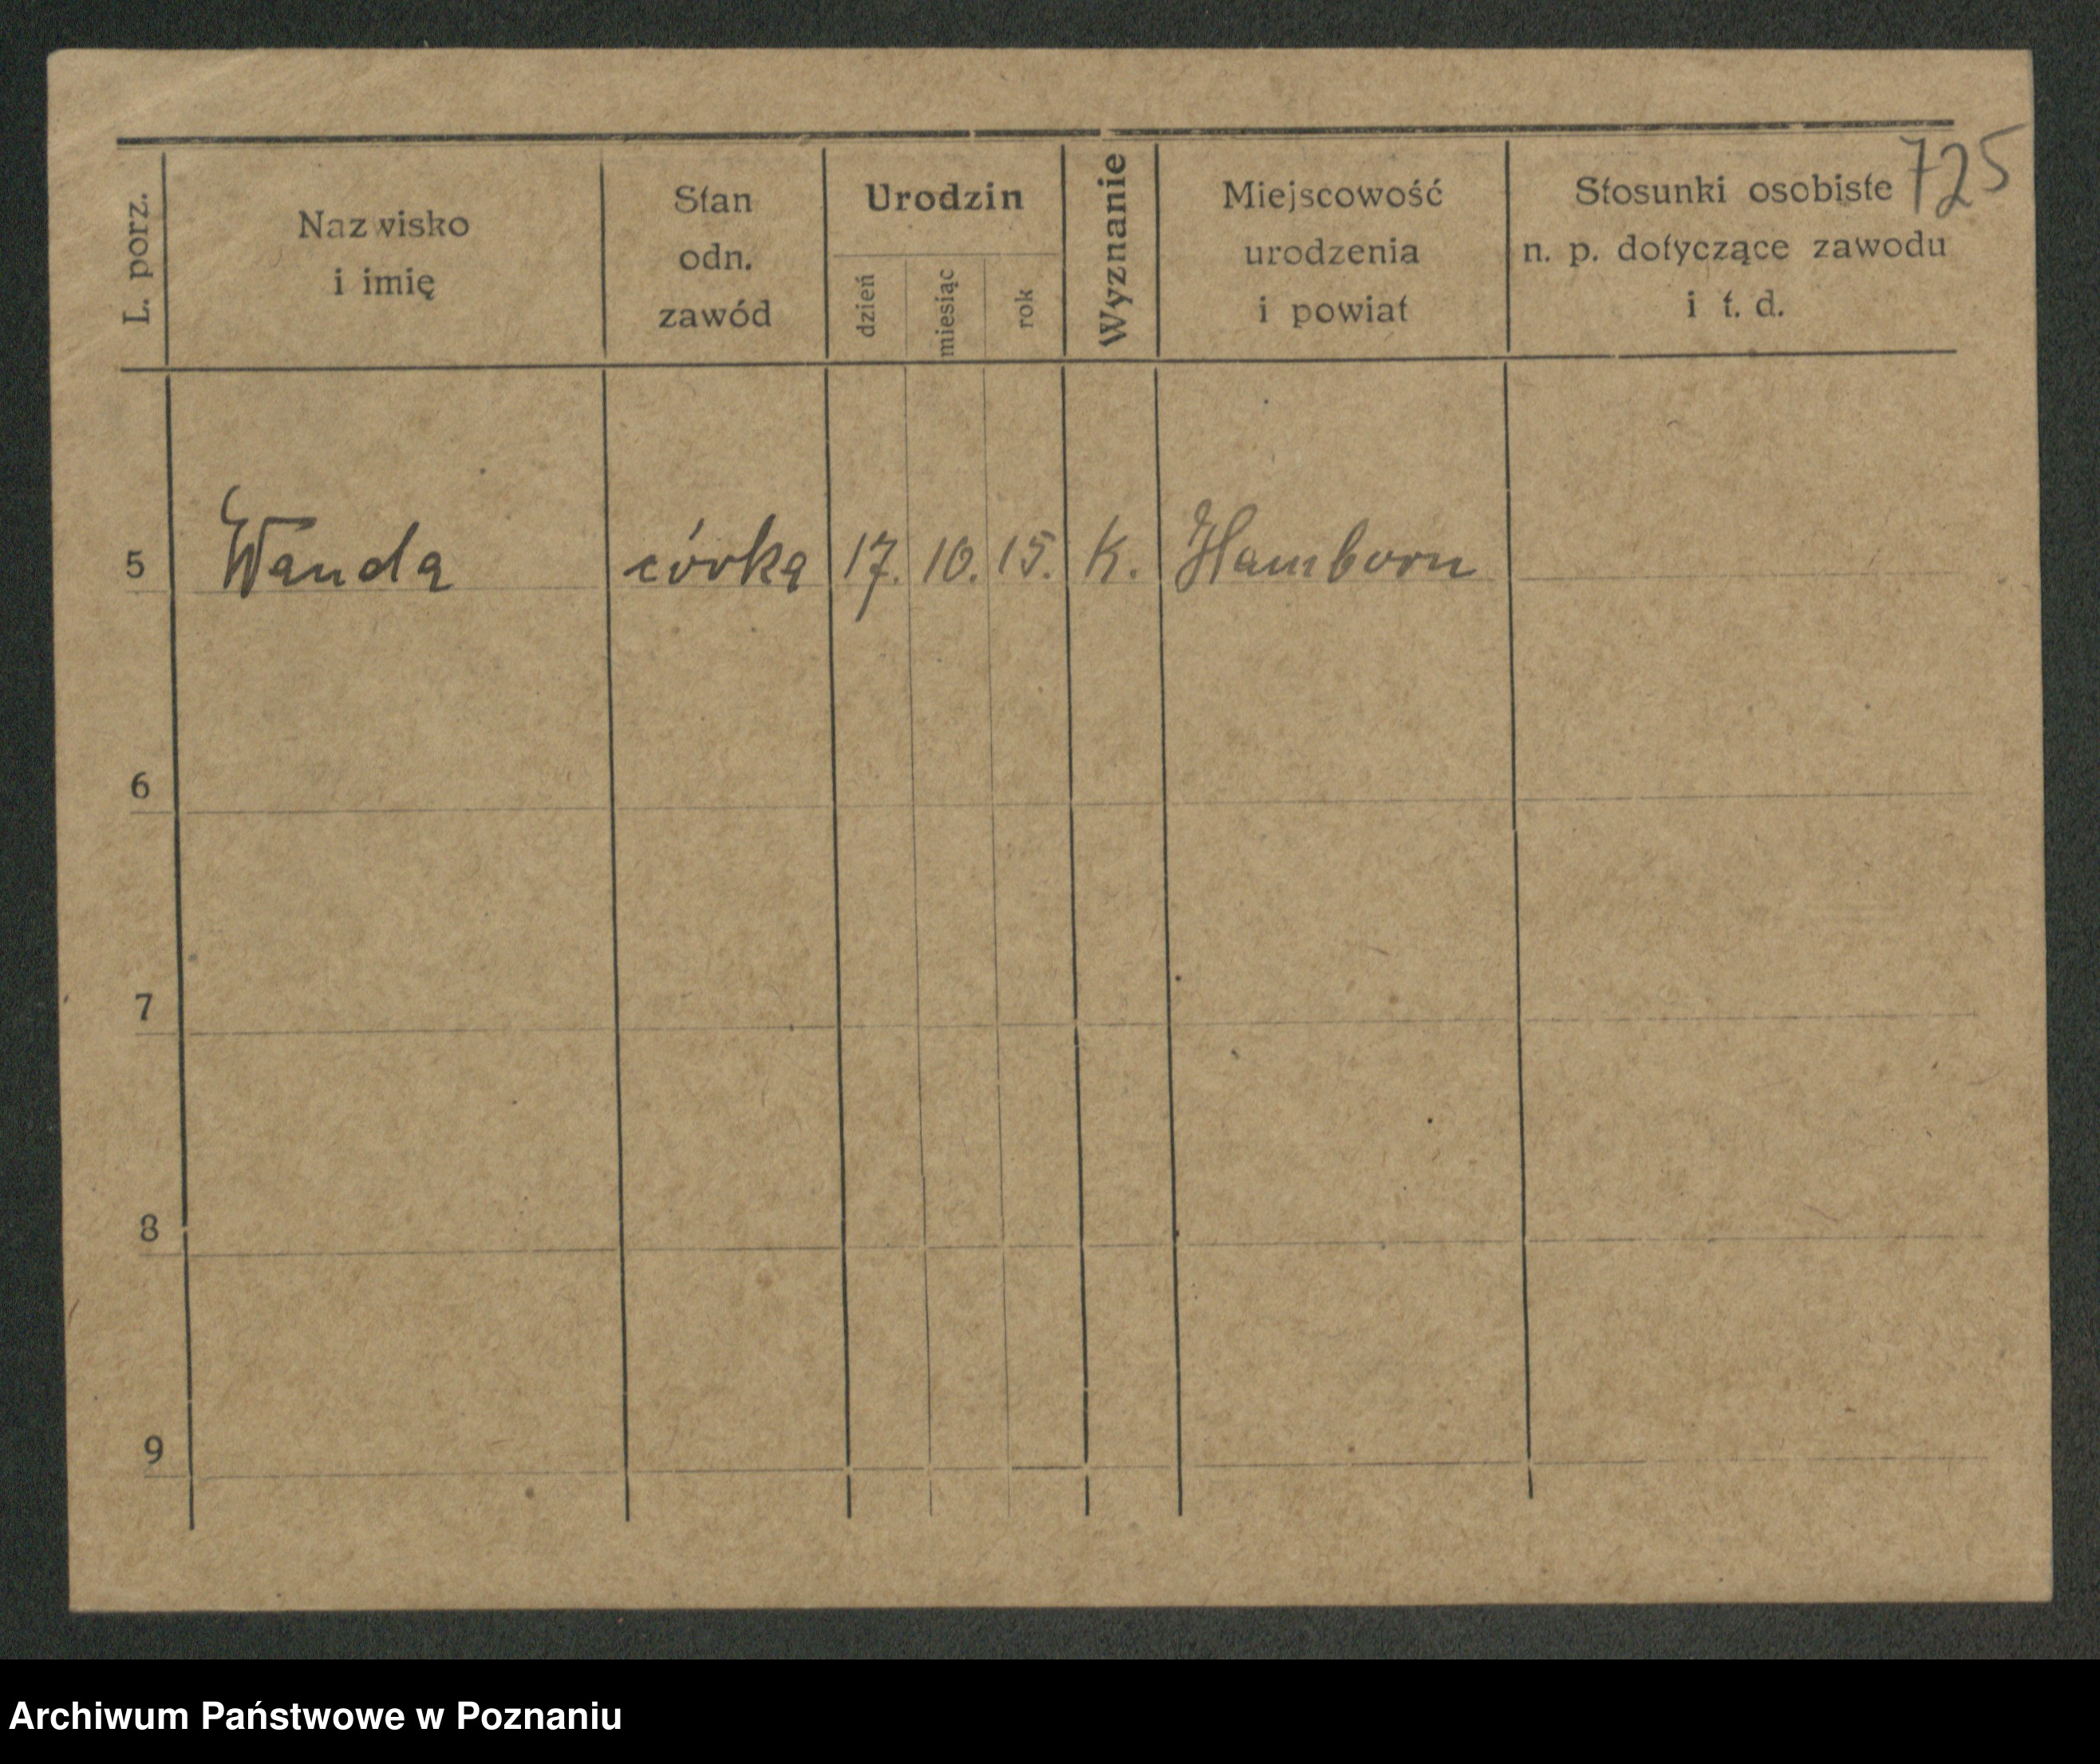 725
L. porz.
Nazwisko
i imię
Stan
odn.
zawód
Urodzin
dzień
miesiąc
rok
Wyznanie
Miejscowość
urodzenia
i powiat
Stosunki osobiste
n. p. dotyczące zawodu
i t. d.
5 Wanda córka 17. 10. 15. K. Hamborn
6
7
8
9
Archiwum Państwowe w Poznaniu